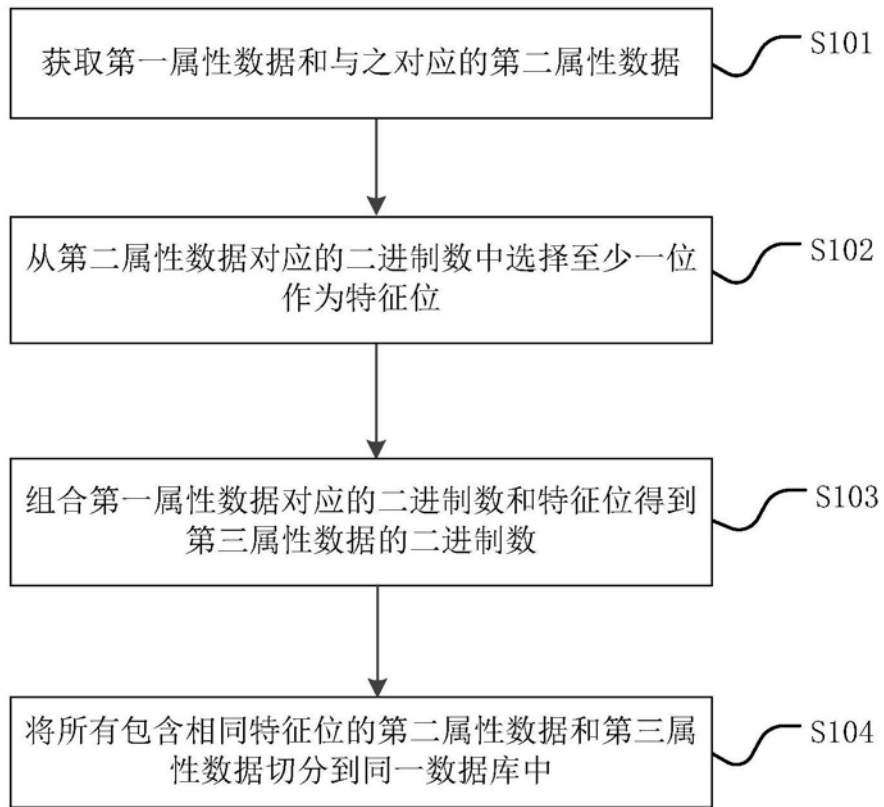 获取第一属性数据和与之对应的第二属性数据
S101
从第二属性数据对应的二进制数中选择至少一位
作为特征位
S102
组合第一属性数据对应的二进制数和特征位得到
第三属性数据的二进制数
S103
将所有包含相同特征位的第二属性数据和第三属
性数据切分到同一数据库中
S104